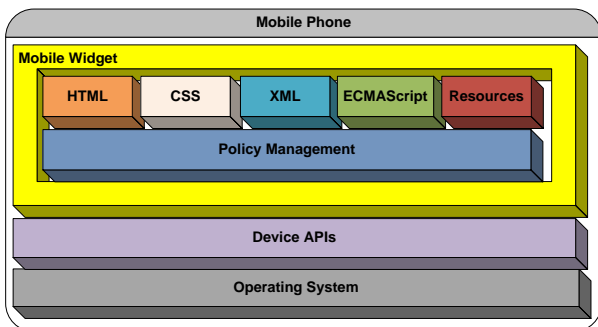 Mobile Phone
Mobile Widget
HTML CSS XML ECMAScript Resources
Policy Management
Device APIs
Operating System